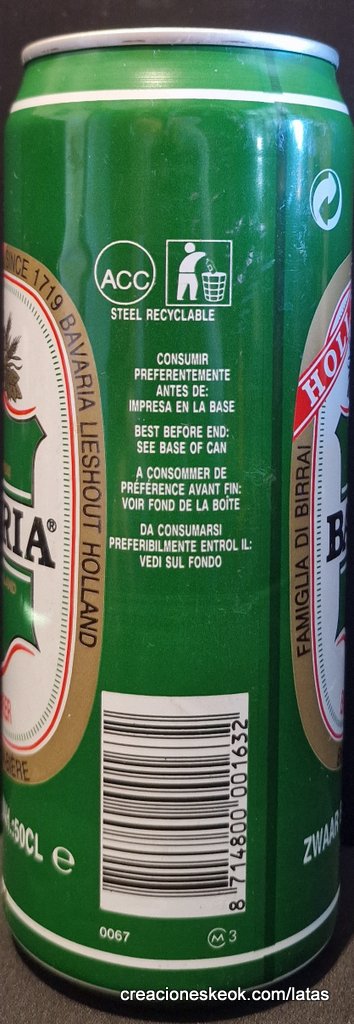 SINCE 1719 BAVARIA LIESHOUT HOLLAND
ACC
STEEL RECYCLABLE
CONSUMIR
PREFERENTEMENTE
ANTES DE:
IMPRESA EN LA BASE
BEST BEFORE END:
SEE BASE OF CAN
A CONSOMMER DE
PRÉFÉRENCE AVANT FIN:
VOIR FOND DE LA BOÎTE
DA CONSUMARSI
PREFERIBILMENTE ENTROL IL:
VEDI SUL FONDO
RIA®
HOLL
FAMIGLIA DI BIRRAI
BIÈRE
50CL e
ZWAAR
8 714800 001632
0067
M 3
creacioneskeok.com/latas